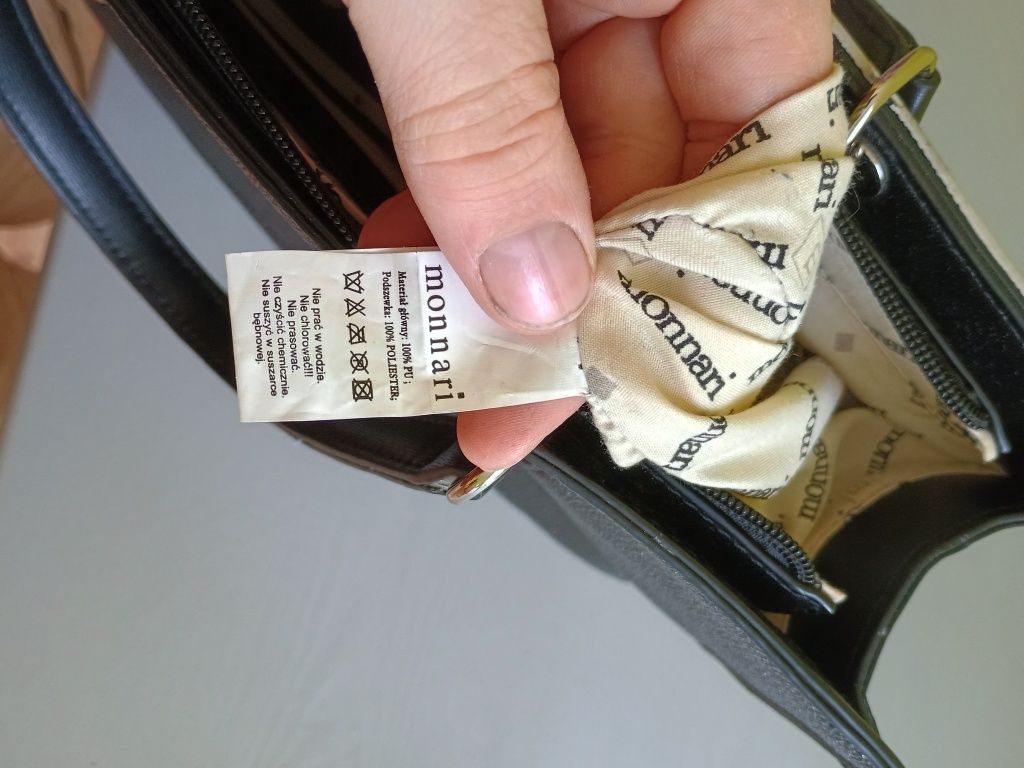 monnari
Materiał główny: 100% PU ;
Podszewka: 100% POLIESTER;
Nie prać w wodzie.
Nie chlorować!!!
Nie prasować.
Nie czyścić chemicznie.
Nie suszyć w suszarce
bębnowej.
monnari
monnari